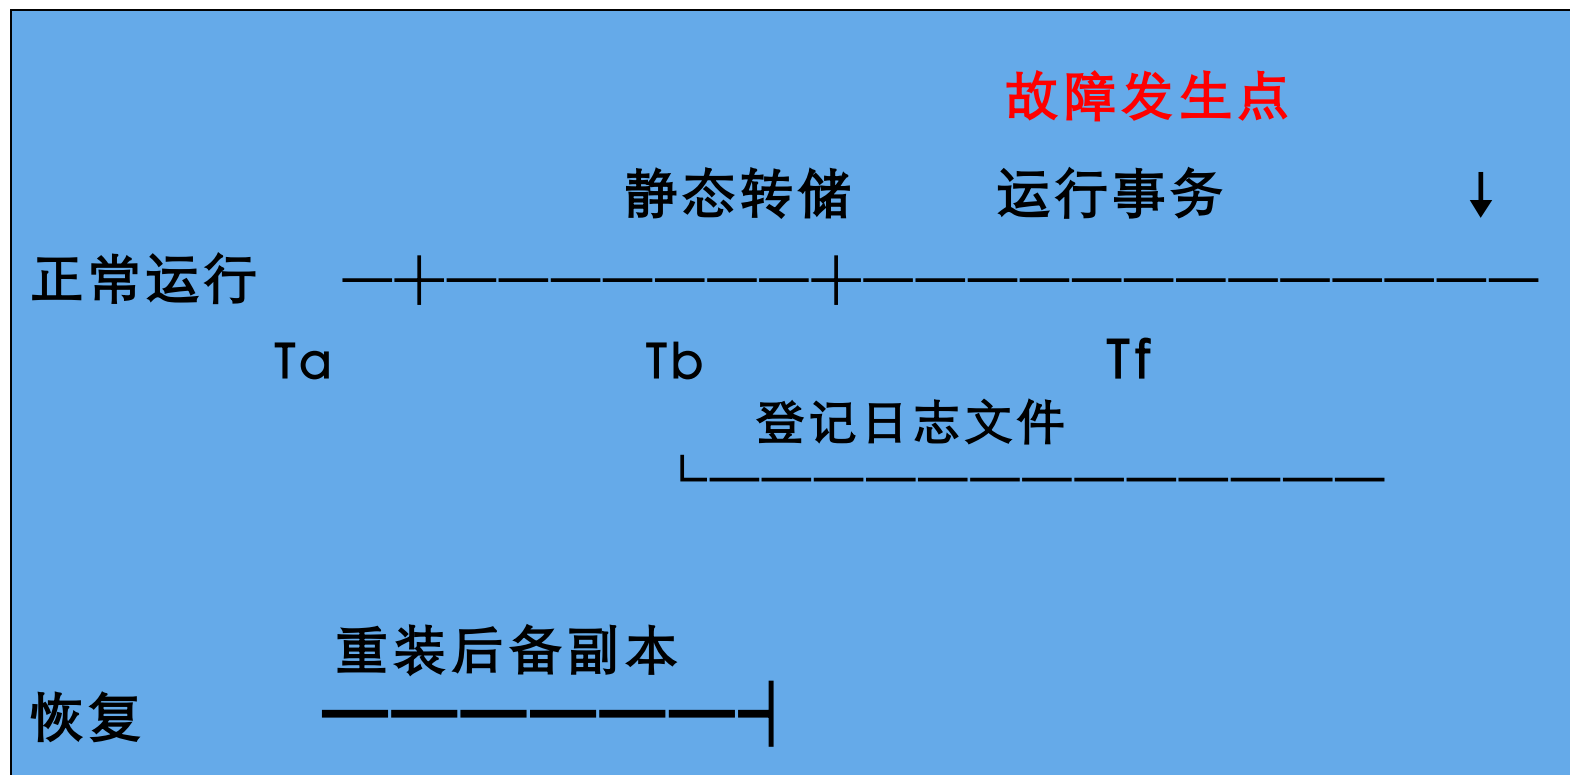 故障发生点
静态转储 运行事务 ↓
正常运行
Ta Tb Tf
登记日志文件
重装后备副本
恢复